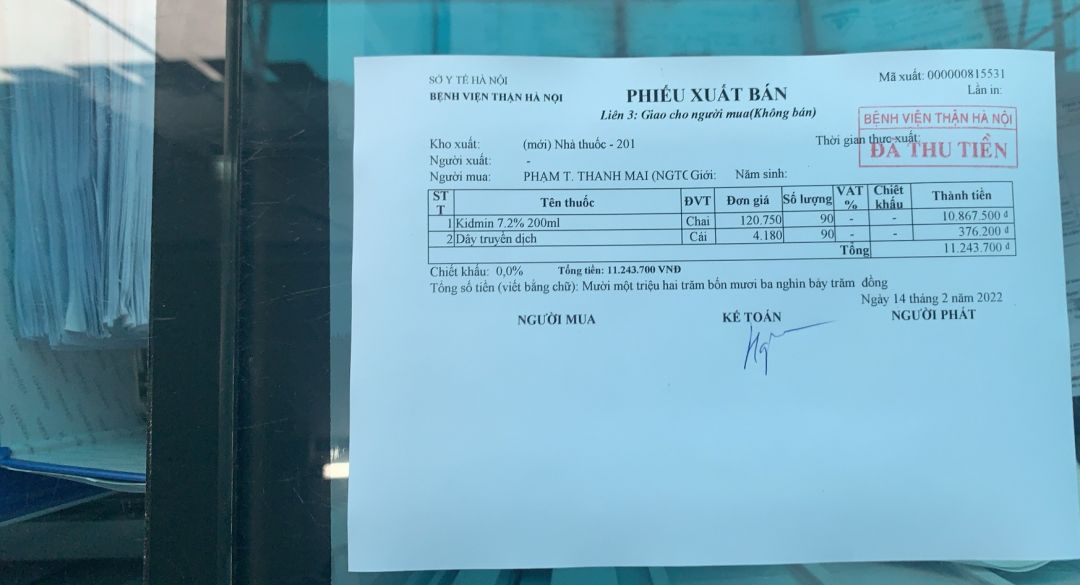 SỞ Y TẾ HÀ NỘI
BỆNH VIỆN THẬN HÀ NỘI
PHIẾU XUẤT BÁN
Liên 3: Giao cho người mua(Không bán)
Mã xuất: 000000815531
Lần in:
BỆNH VIỆN THẬN HÀ NỘI
ĐÃ THU TIỀN
Kho xuất: (mới) Nhà thuốc - 201 Thời gian thực xuất:
Người xuất: -
Người mua: PHẠM T. THANH MAI (NGTC Giới: Năm sinh:
STT Tên thuốc ĐVT Đơn giá Số lượng VAT % Chiết khấu Thành tiền
1 Kidmin 7.2% 200ml Chai 120.750 90 - - 10.867.500 đ
2 Dây truyền dịch Cái 4.180 90 - - 376.200 đ
Tổng 11.243.700 đ
Chiết khấu: 0,0% Tổng tiền: 11.243.700 VNĐ
Tổng số tiền (viết bằng chữ): Mười một triệu hai trăm bốn mươi ba nghìn bảy trăm đồng
Ngày 14 tháng 2 năm 2022
NGƯỜI MUA KẾ TOÁN NGƯỜI PHÁT